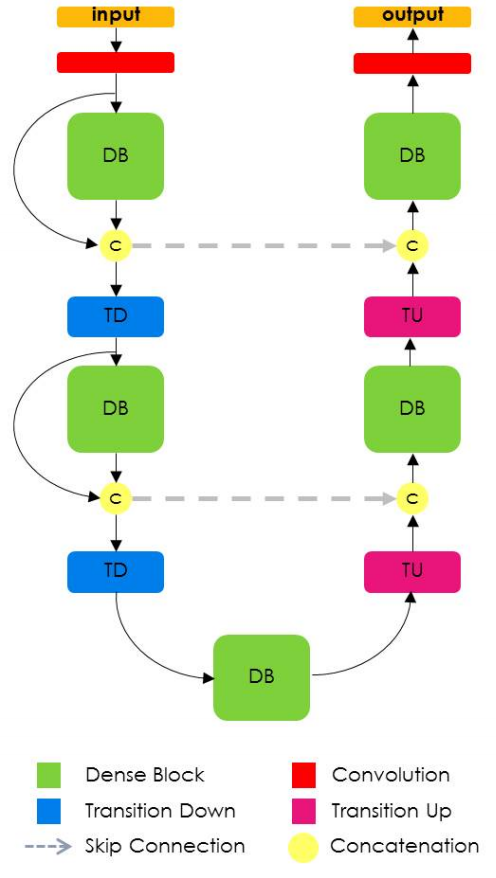 input
output
DB
DB
c
c
TD
TU
DB
DB
c
c
TD
TU
DB
Dense Block
Convolution
Transition Down
Transition Up
Skip Connection
Concatenation